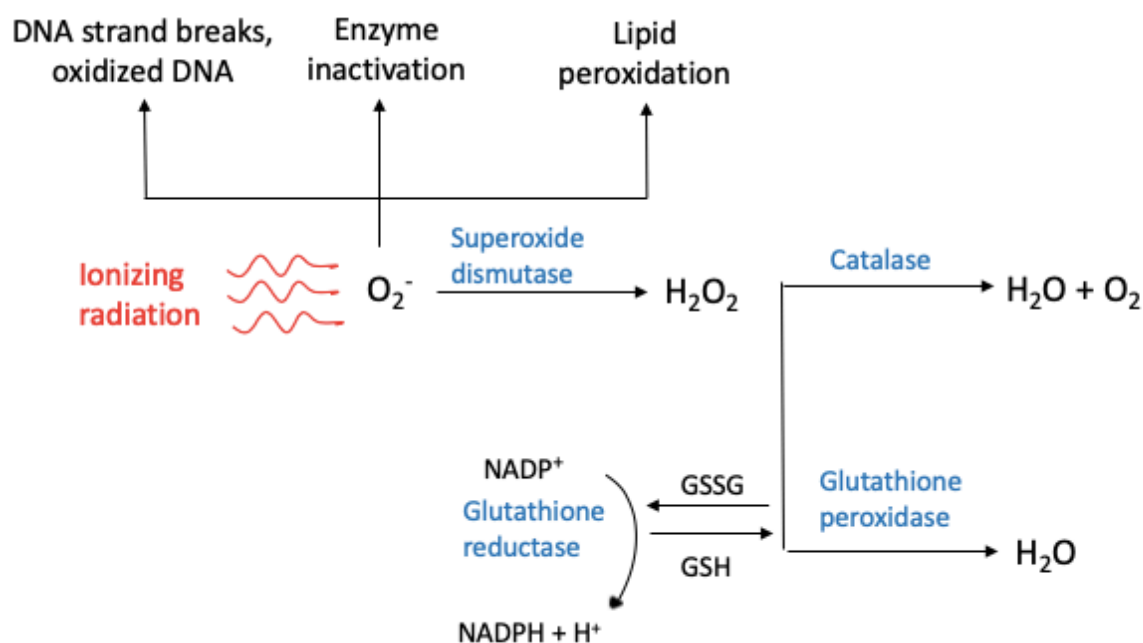 DNA strand breaks,
oxidized DNA
Enzyme
inactivation
Lipid
peroxidation
Ionizing
radiation
O₂⁻
Superoxide
dismutase
H₂O₂
Catalase
H₂O + O₂
NADP⁺
Glutathione
reductase
NADPH + H⁺
GSSG
GSH
Glutathione
peroxidase
H₂O